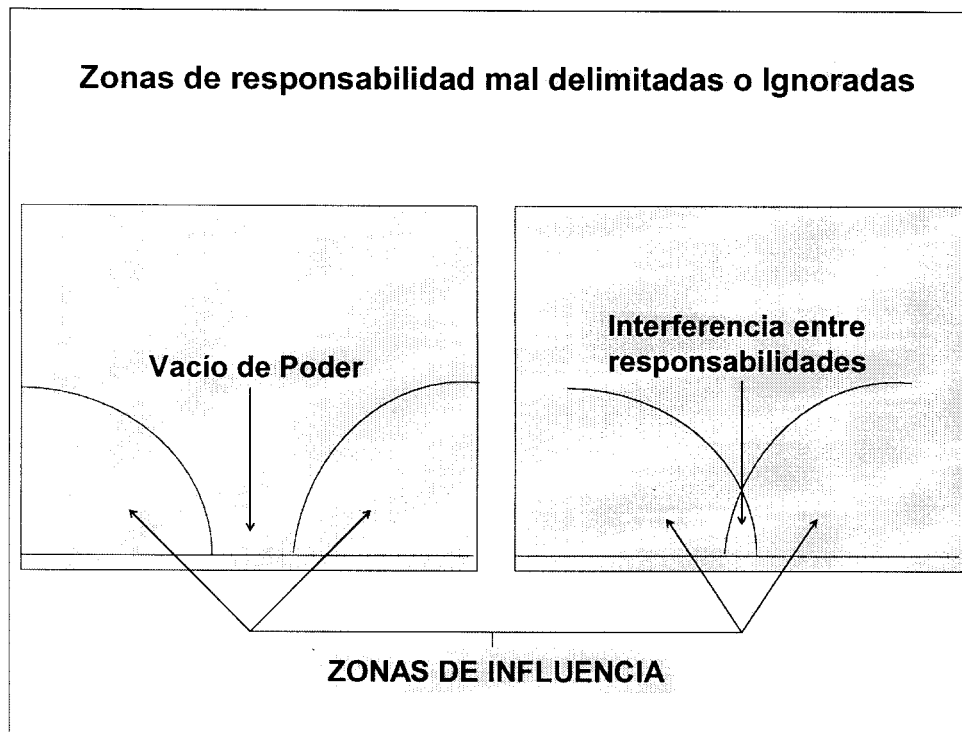 Zonas de responsabilidad mal delimitadas o Ignoradas
Vacío de Poder
Interferencia entre
responsabilidades
ZONAS DE INFLUENCIA